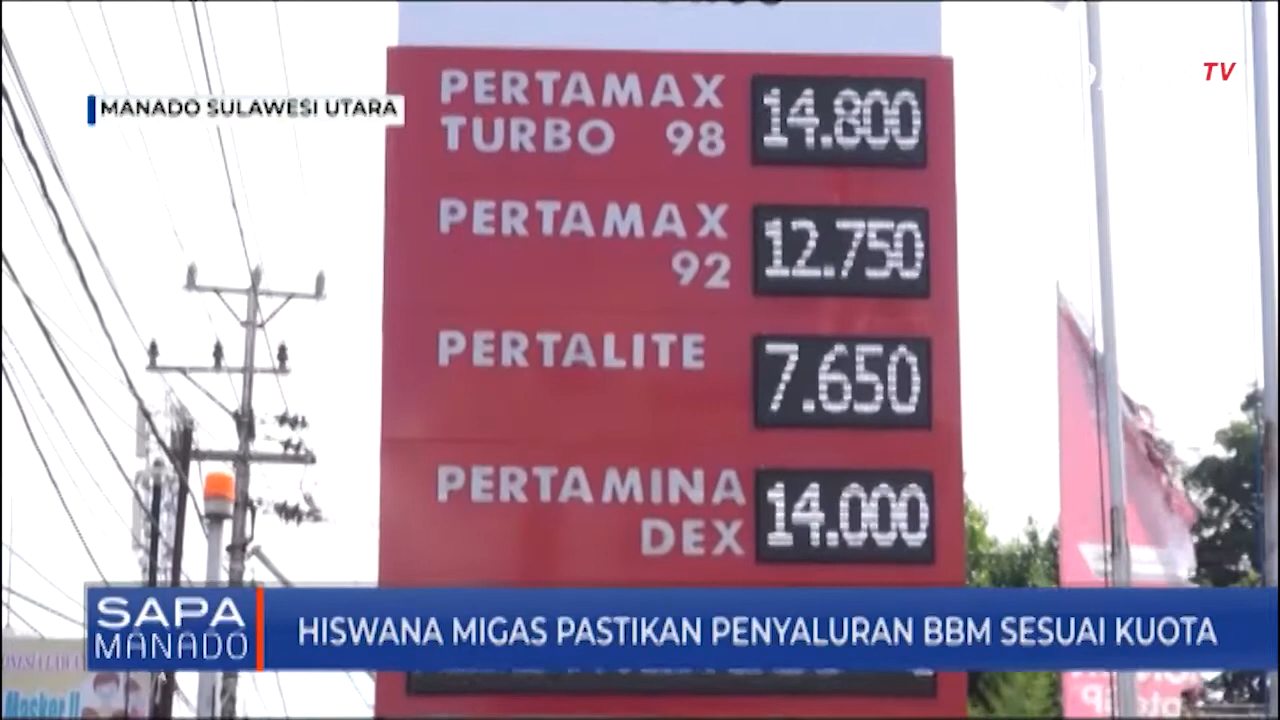 TV
MANADO SULAWESI UTARA
PERTAMAX
TURBO 98
14.800
PERTAMAX
92
12.750
PERTALITE
7.650
PERTAMINA
DEX
14.000
SAPA
MANADO
HISWANA MIGAS PASTIKAN PENYALURAN BBM SESUAI KUOTA
Masker